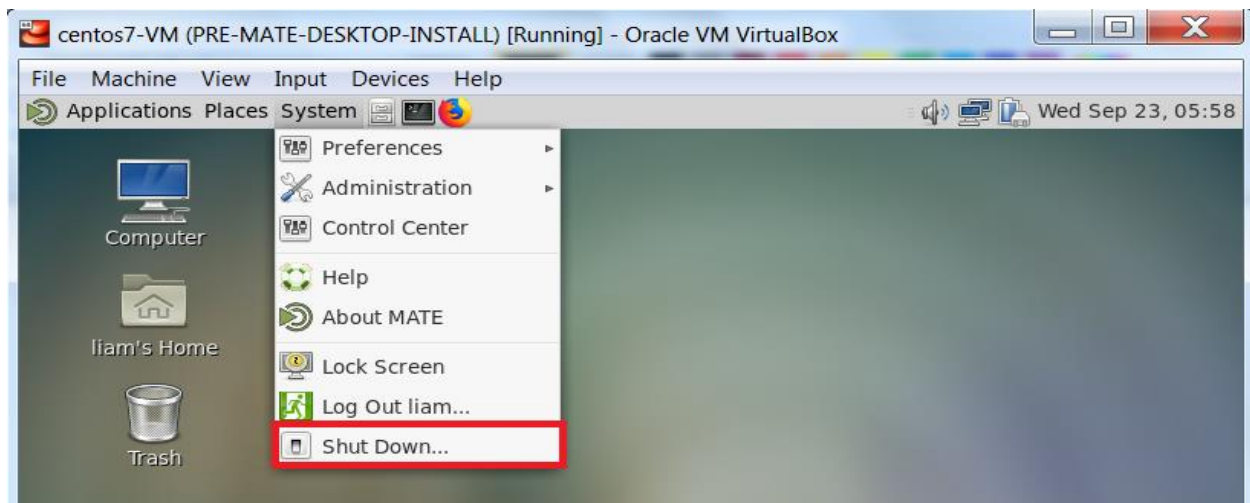 centos7-VM (PRE-MATE-DESKTOP-INSTALL) [Running] - Oracle VM VirtualBox
File Machine View Input Devices Help
Applications Places System Wed Sep 23, 05:58
Preferences
Administration
Control Center
Help
About MATE
Lock Screen
Log Out liam...
Shut Down...
Computer
liam's Home
Trash